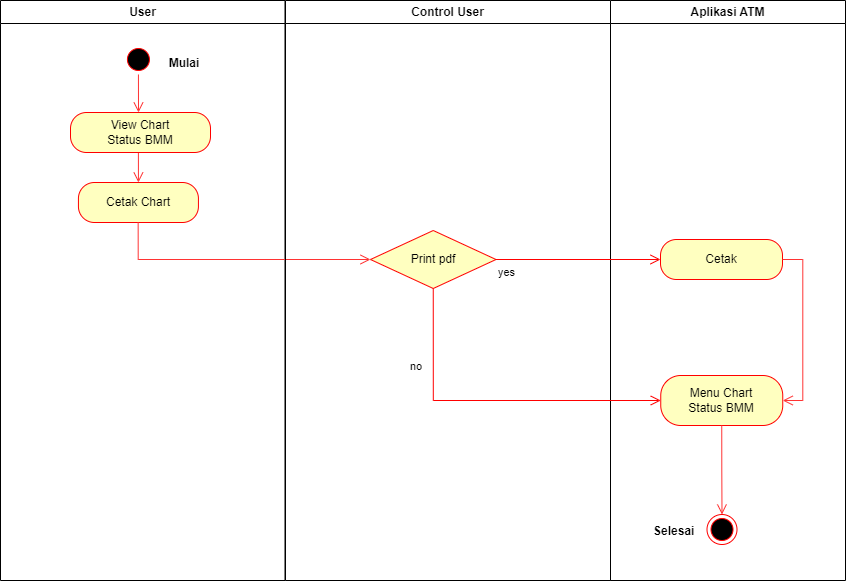 User
Control User
Aplikasi ATM
Mulai
View Chart
Status BMM
Cetak Chart
Print pdf
yes
Cetak
no
Menu Chart
Status BMM
Selesai